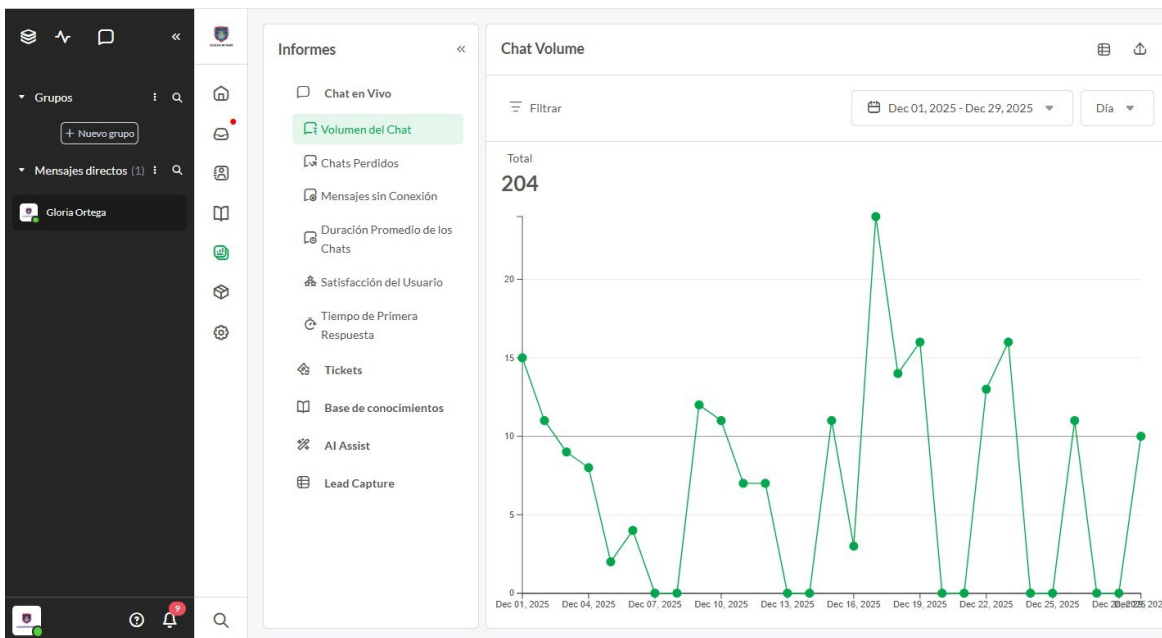 Grupos
+ Nuevo grupo
Mensajes directos (1)
Gloria Ortega
9
Informes
Chat en Vivo
Volumen del Chat
Chats Perdidos
Mensajes sin Conexión
Duración Promedio de los
Chats
Satisfacción del Usuario
Tiempo de Primera
Respuesta
Tickets
Base de conocimientos
AI Assist
Lead Capture
Chat Volume
Filtrar
Dec 01, 2025 - Dec 29, 2025
Día
Total
204
20
15
10
5
0
Dec 01, 2025 Dec 04, 2025 Dec 07, 2025 Dec 10, 2025 Dec 13, 2025 Dec 16, 2025 Dec 19, 2025 Dec 22, 2025 Dec 25, 2025